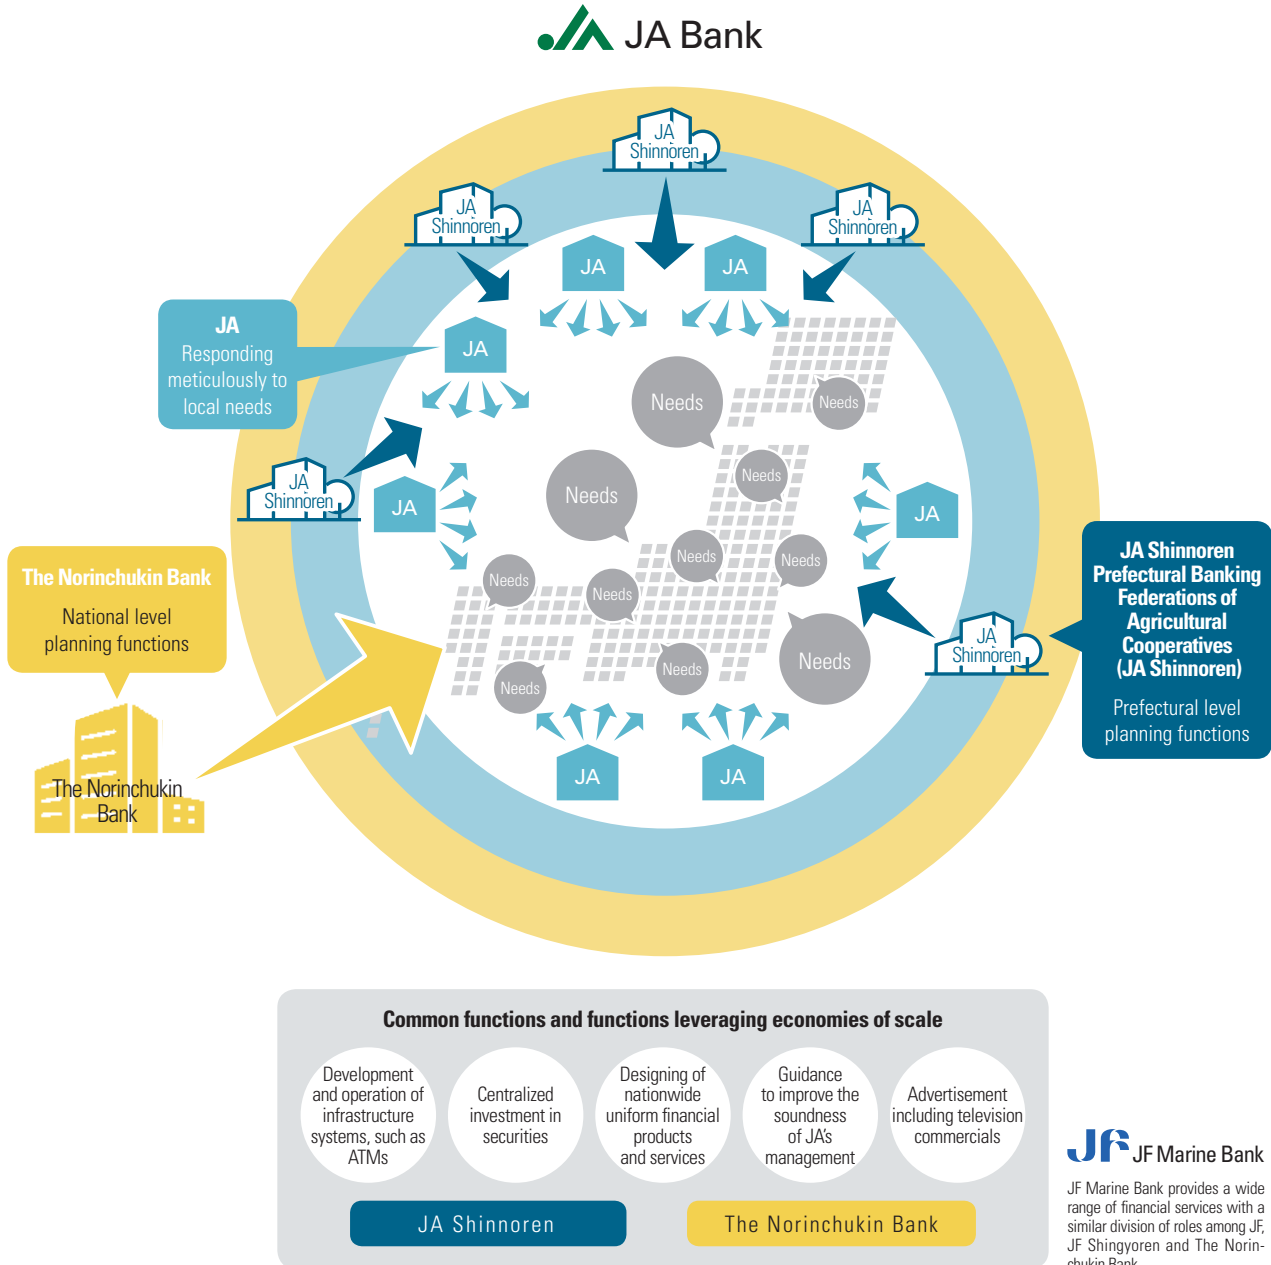 JA Bank
JA
Shinnoren
JA
Shinnoren
JA
Shinnoren
JA
JA
JA
Responding
meticulously to
local needs
JA
Needs
Needs
Needs
JA
Shinnoren
JA
Needs
JA
The Norinchukin Bank
National level
planning functions
Needs
Needs
Needs
Needs
JA Shinnoren
Prefectural Banking
Federations of
Agricultural
Cooperatives
(JA Shinnoren)
Prefectural level
planning functions
JA
Shinnoren
Needs
Needs
Needs
JA
JA
The Norinchukin
Bank
Common functions and functions leveraging economies of scale
Development
and operation of
infrastructure
systems, such as
ATMs
Centralized
investment in
securities
Designing of
nationwide
uniform financial
products
and services
Guidance
to improve the
soundness
of JA's
management
Advertisement
including television
commercials
JA Shinnoren
The Norinchukin Bank
JF JF Marine Bank
JF Marine Bank provides a wide
range of financial services with a
similar division of roles among JF,
JF Shingyoren and The Norin-
chukin Bank